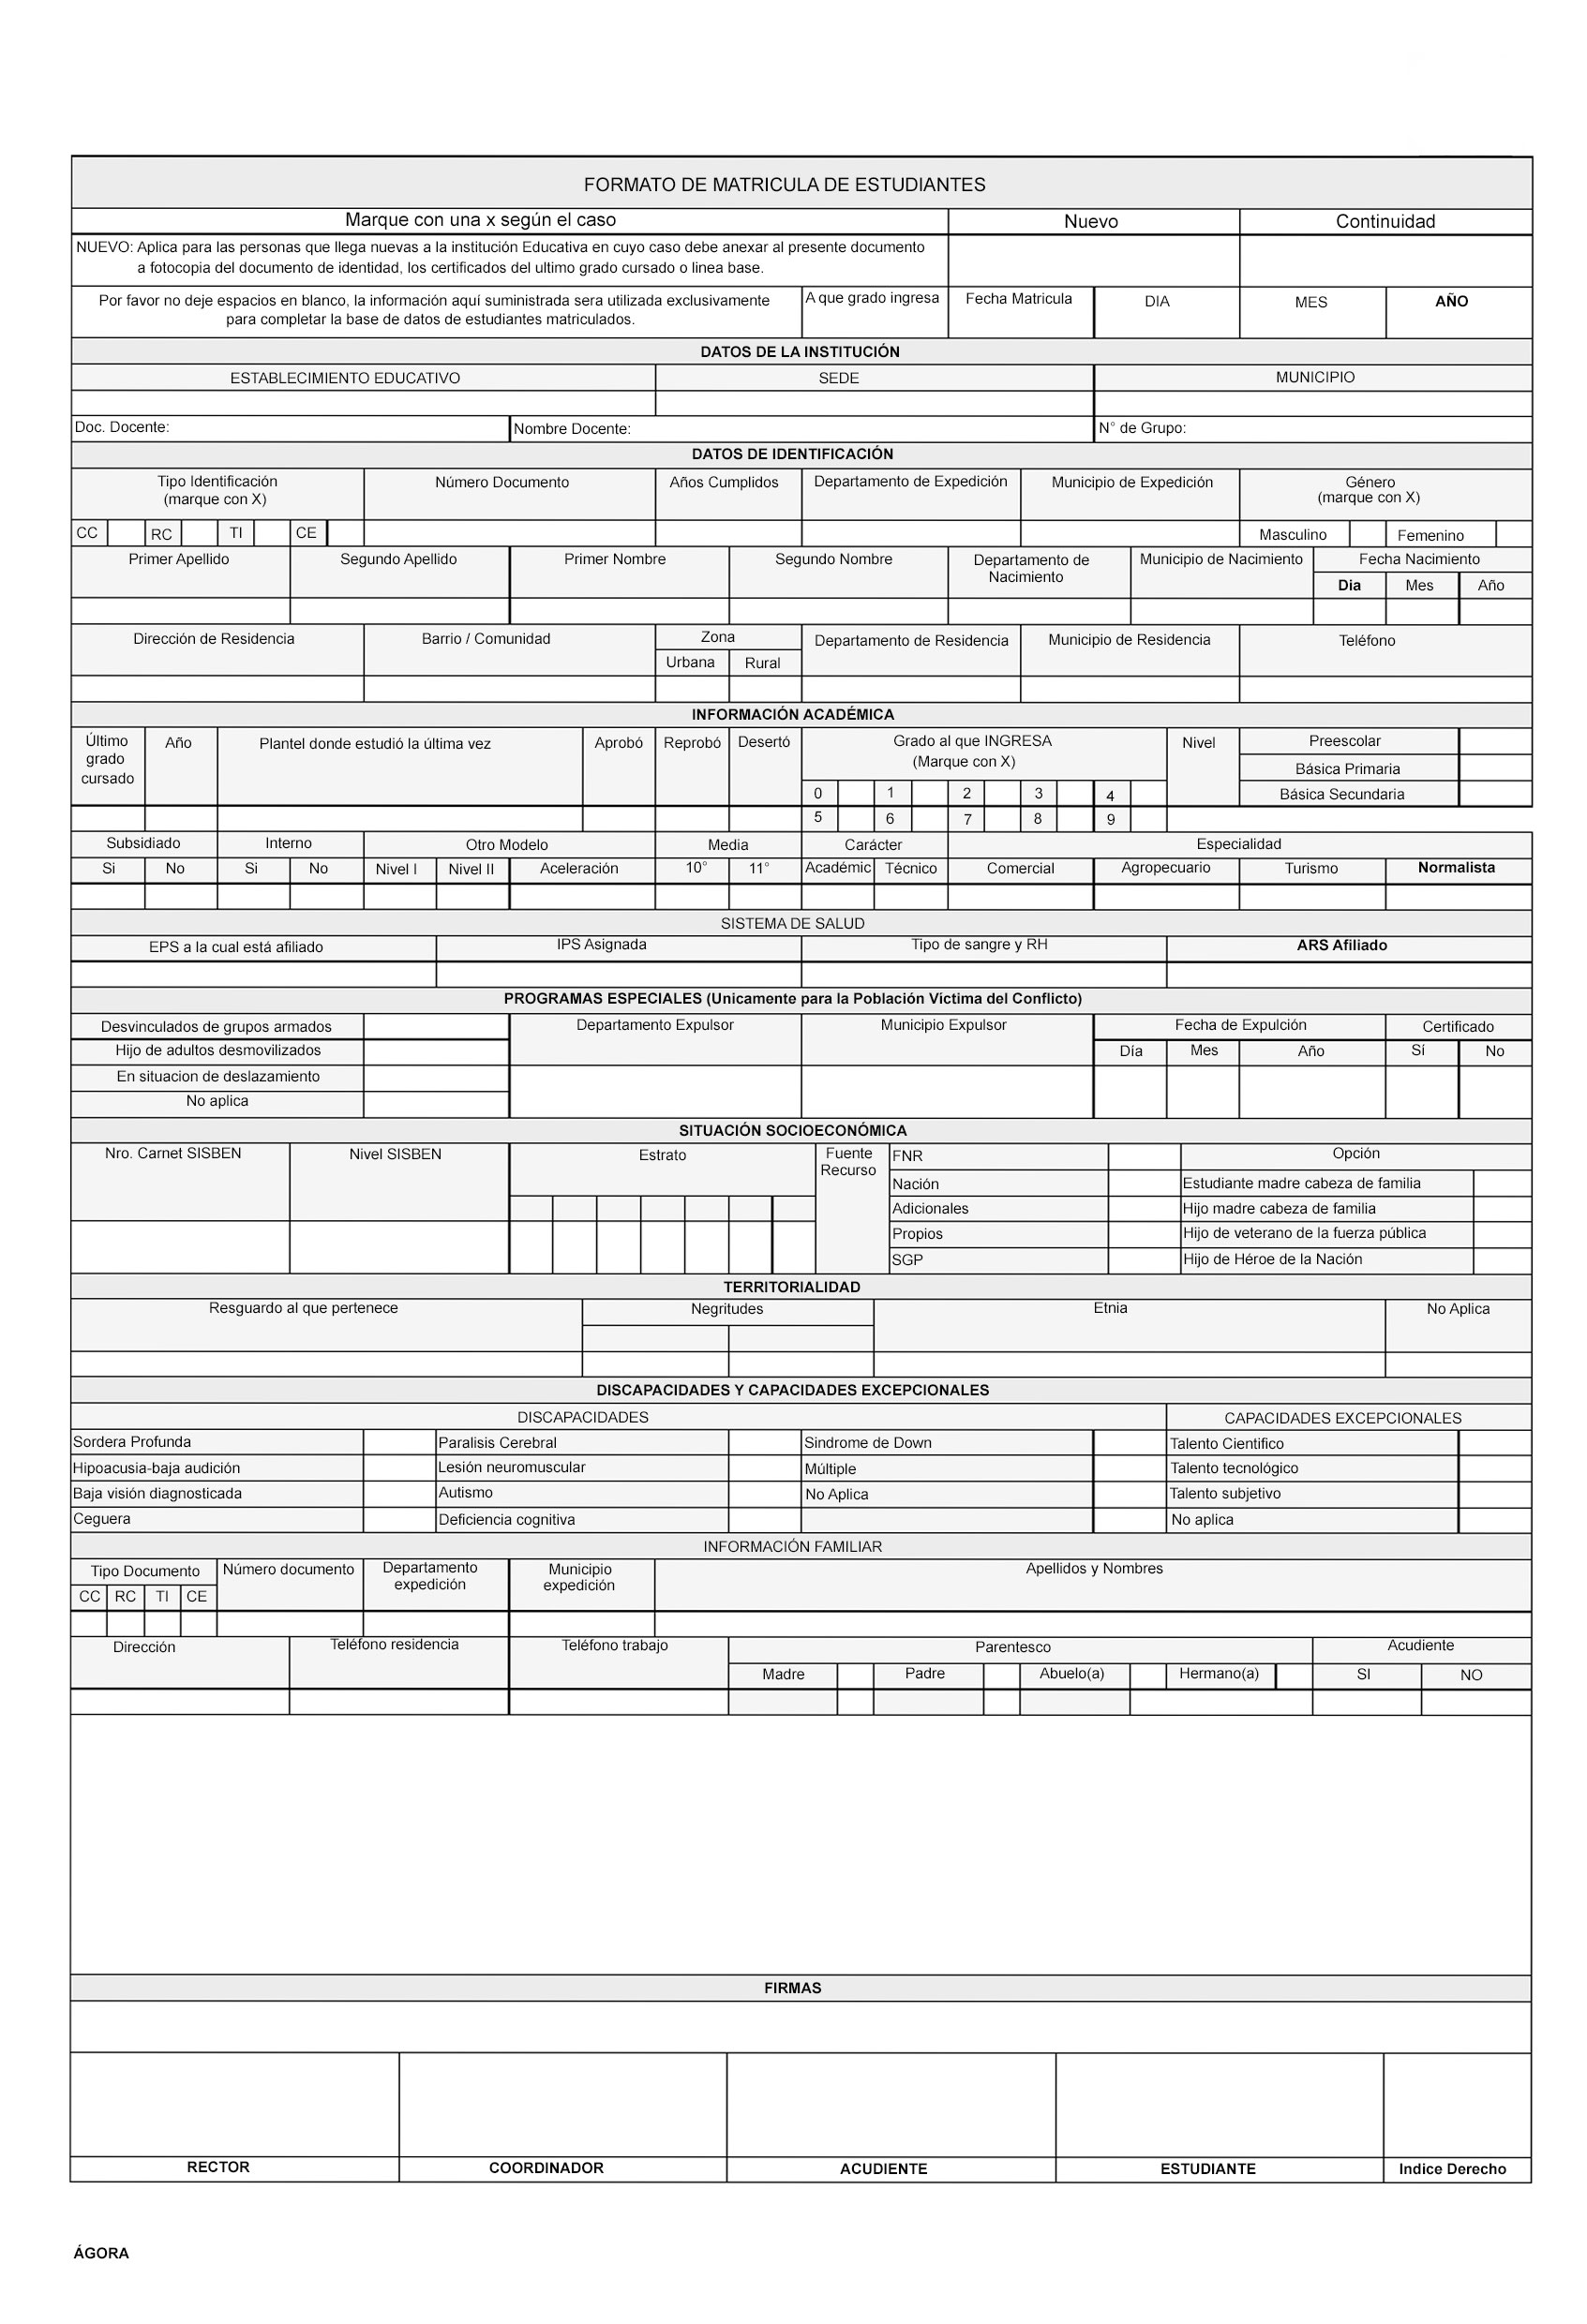 FORMATO DE MATRICULA DE ESTUDIANTES
Marque con una x según el caso Nuevo Continuidad
NUEVO: Aplica para las personas que llega nuevas a la institución Educativa en cuyo caso debe anexar al presente documento
a fotocopia del documento de identidad, los certificados del ultimo grado cursado o linea base.
Por favor no deje espacios en blanco, la información aquí suministrada sera utilizada exclusivamente
para completar la base de datos de estudiantes matriculados.
A que grado ingresa Fecha Matricula DIA MES AÑO
DATOS DE LA INSTITUCIÓN
ESTABLECIMIENTO EDUCATIVO SEDE MUNICIPIO
Doc. Docente: Nombre Docente: N° de Grupo:
DATOS DE IDENTIFICACIÓN
Tipo Identificación Número Documento Años Cumplidos Departamento de Expedición Municipio de Expedición Género
(marque con X) (marque con X)
CC RC TI CE Masculino Femenino
Primer Apellido Segundo Apellido Primer Nombre Segundo Nombre Departamento de Municipio de Nacimiento Fecha Nacimiento
Nacimiento
Dia Mes Año
Dirección de Residencia Barrio / Comunidad Zona Departamento de Residencia Municipio de Residencia Teléfono
Urbana Rural
INFORMACIÓN ACADÉMICA
Último Año Plantel donde estudió la última vez Aprobó Reprobó Desertó Grado al que INGRESA Nivel Preescolar
grado (Marque con X) Básica Primaria
cursado
0 1 2 3 4 Básica Secundaria
5 6 7 8 9
Subsidiado Interno Otro Modelo Media Carácter Especialidad
Si No Si No Nivel I Nivel II Aceleración 10° 11° Académic Técnico Comercial Agropecuario Turismo Normalista
SISTEMA DE SALUD
EPS a la cual está afiliado IPS Asignada Tipo de sangre y RH ARS Afiliado
PROGRAMAS ESPECIALES (Unicamente para la Población Víctima del Conflicto)
Desvinculados de grupos armados Departamento Expulsor Municipio Expulsor Fecha de Expulción Certificado
Hijo de adultos desmovilizados Día Mes Año Sí No
En situacion de deslazamiento
No aplica
SITUACIÓN SOCIOECONÓMICA
Nro. Carnet SISBEN Nivel SISBEN Estrato Fuente FNR Opción
Recurso
Nación Estudiante madre cabeza de familia
Adicionales Hijo madre cabeza de familia
Propios Hijo de veterano de la fuerza pública
SGP Hijo de Héroe de la Nación
TERRITORIALIDAD
Resguardo al que pertenece Negritudes Etnia No Aplica
DISCAPACIDADES Y CAPACIDADES EXCEPCIONALES
DISCAPACIDADES CAPACIDADES EXCEPCIONALES
Sordera Profunda Paralisis Cerebral Sindrome de Down Talento Cientifico
Hipoacusia-baja audición Lesión neuromuscular Múltiple Talento tecnológico
Baja visión diagnosticada Autismo No Aplica Talento subjetivo
Ceguera Deficiencia cognitiva No aplica
INFORMACIÓN FAMILIAR
Tipo Documento Número documento Departamento Municipio Apellidos y Nombres
expedición expedición
CC RC TI CE
Dirección Teléfono residencia Teléfono trabajo Parentesco Acudiente
Madre Padre Abuelo(a) Hermano(a) SI NO
FIRMAS
RECTOR COORDINADOR ACUDIENTE ESTUDIANTE Indice Derecho
ÁGORA